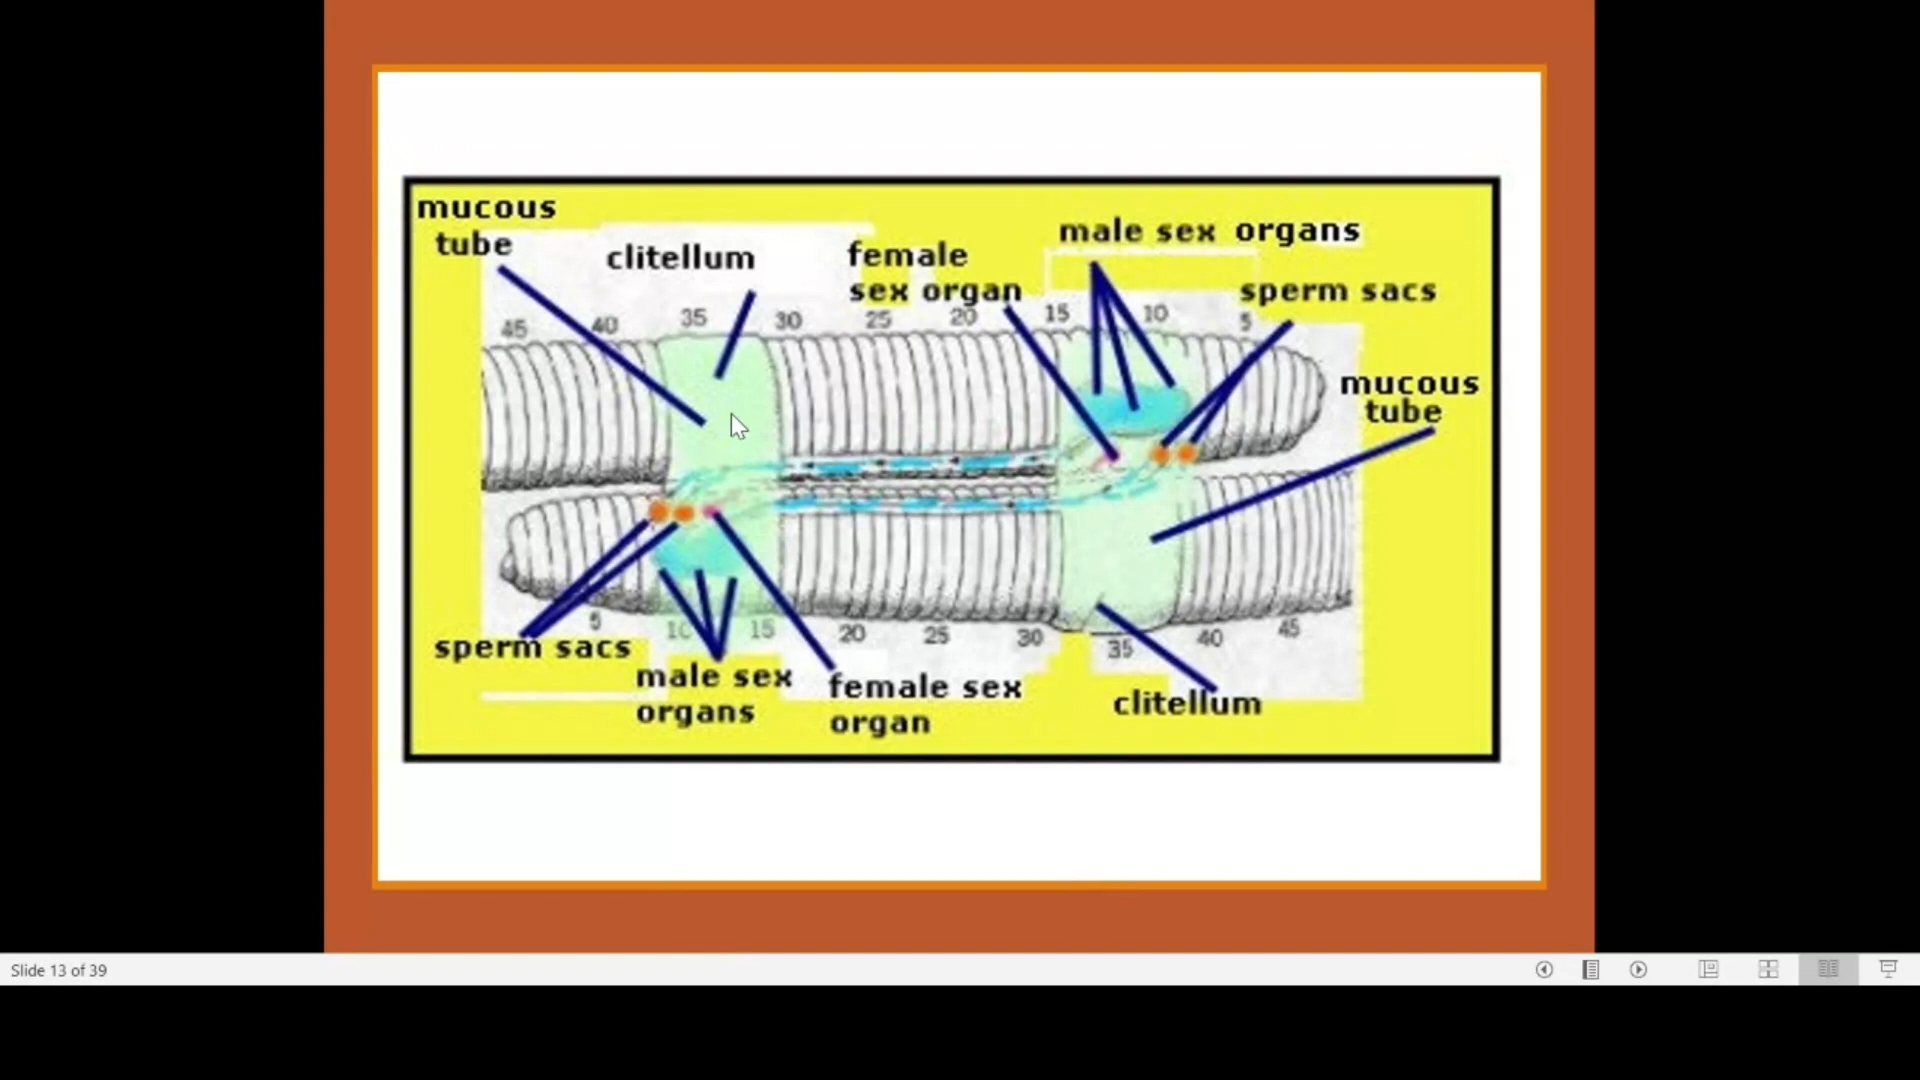 mucous
tube
clitellum
female
sex organ
male sex organs
sperm sacs
45 40 35 30 25 20 15 10 5
mucous
tube
5 10 15 20 25 30 35 40 45
sperm sacs
male sex
organs
female sex
organ
clitellum
Slide 13 of 39